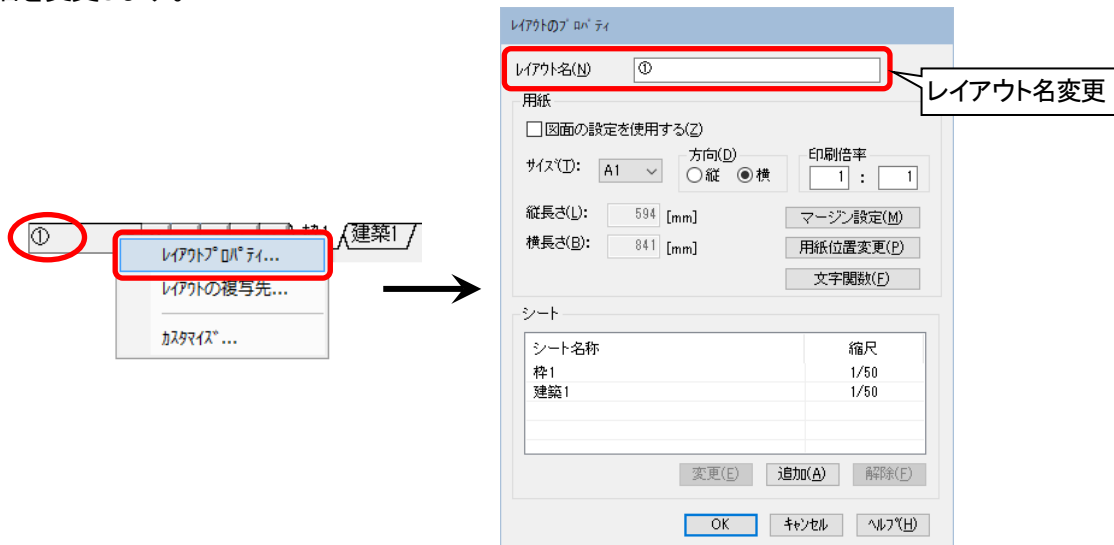 レイアウトのプロパティ
レイアウト名(N) ①
レイアウト名変更
用紙
図面の設定を使用する(Z)
サイズ(T): A1
方向(D)
縦 横
印刷倍率
1 : 1
縦長さ(L): 594 [mm]
横長さ(B): 841 [mm]
マージン設定(M)
用紙位置変更(P)
文字関数(F)
シート
シート名称 縮尺
枠1 1/50
建築1 1/50
変更(E) 追加(A) 解除(F)
OK キャンセル ヘルプ(H)
① 建築1
レイアウトプロパティ...
レイアウトの複写先...
カスタマイズ...